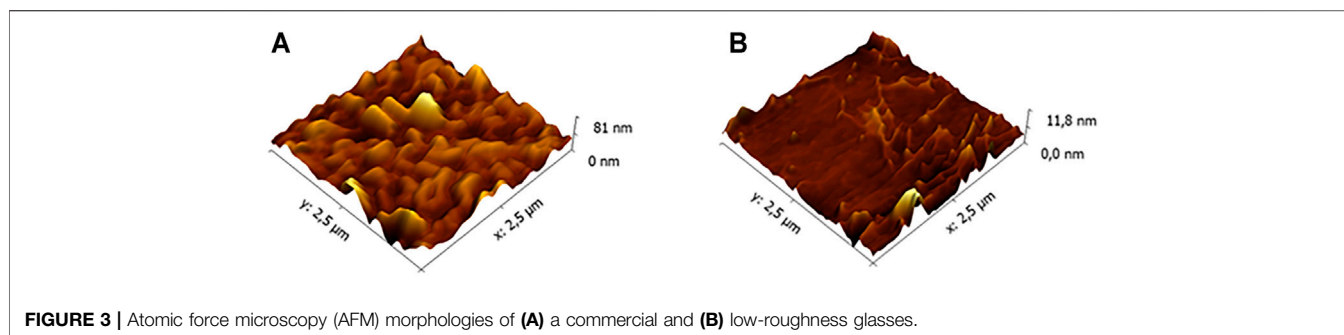 A
81 nm
0 nm
y: 2,5 µm
x: 2,5 µm
B
11,8 nm
0,0 nm
y: 2,5 µm
x: 2,5 µm
FIGURE 3 | Atomic force microscopy (AFM) morphologies of (A) a commercial and (B) low-roughness glasses.